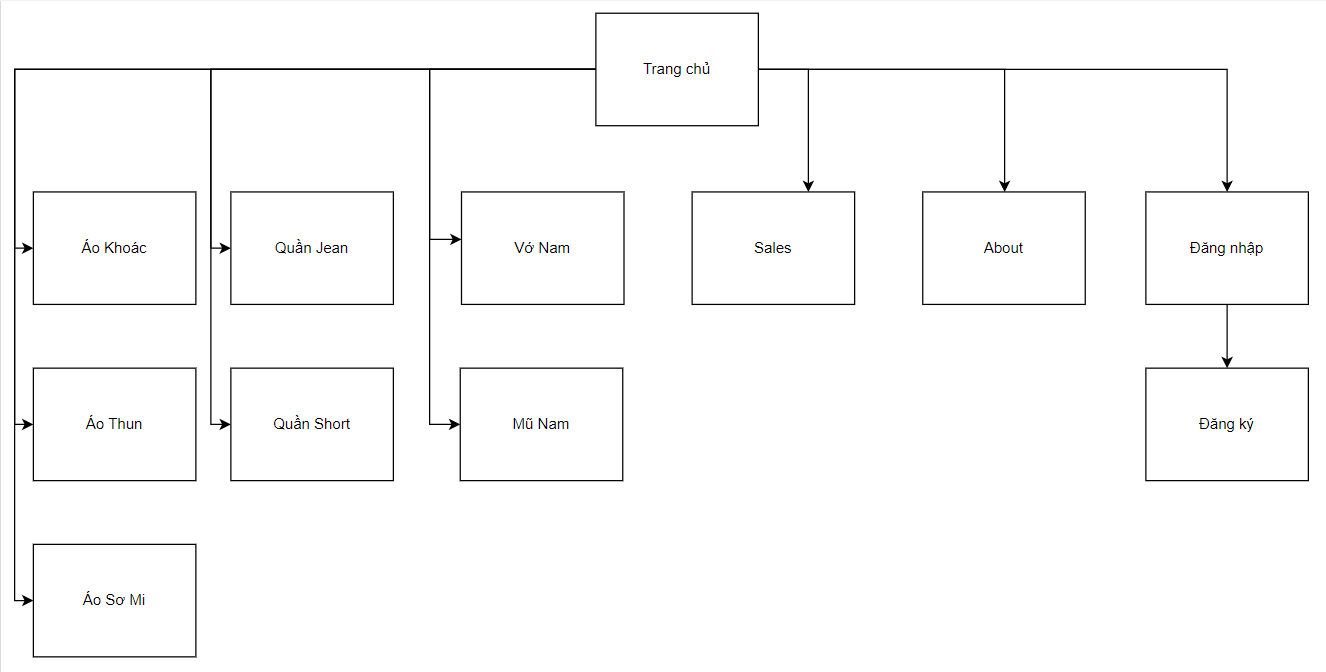 Trang chủ
Áo Khoác
Quần Jean
Vớ Nam
Sales
About
Đăng nhập
Áo Thun
Quần Short
Mũ Nam
Đăng ký
Áo Sơ Mi